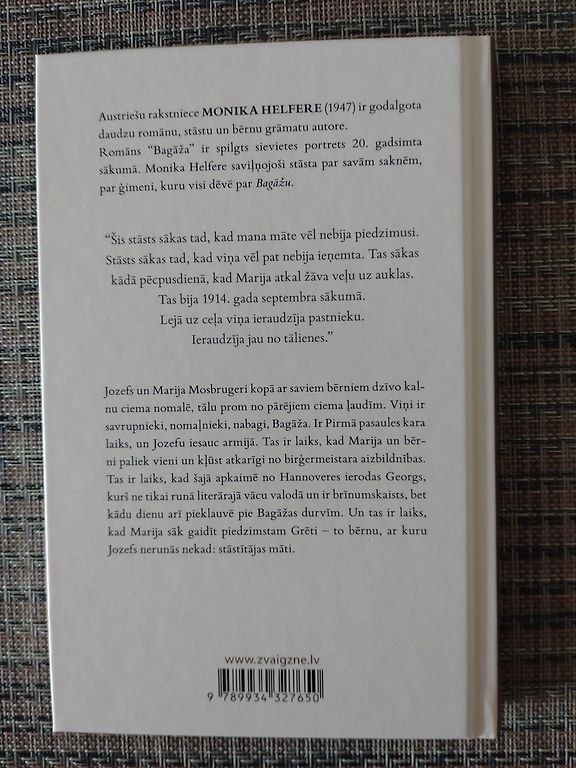 Austriešu rakstniece MONIKA HELFERE (1947) ir godalgota
daudzu romānu, stāstu un bērnu grāmatu autore.
Romāns “Bagāža” ir spilgts sievietes portrets 20. gadsimta
sākumā. Monika Helfere saviļņojoši stāsta par savām saknēm,
par ģimeni, kuru visi dēvē par Bagāžu.
“Šis stāsts sākas tad, kad mana māte vēl nebija piedzimusi.
Stāsts sākas tad, kad viņa vēl pat nebija ieņemta. Tas sākas
kādā pēcpusdienā, kad Marija atkal žāva veļu uz auklas.
Tas bija 1914. gada septembra sākumā.
Lejā uz ceļa viņa ieraudzīja pastnieku.
Ieraudzīja jau no tālienes.”
Jozefs un Marija Mosbrugeri kopā ar saviem bērniem dzīvo kal-
nu ciema nomalē, tālu prom no pārējiem ciema ļaudīm. Viņi ir
savrupnieki, nomaļnieki, nabagi, Bagāža. Ir Pirmā pasaules kara
laiks, un Jozefu iesauc armijā. Tas ir laiks, kad Marija un bēr-
ni paliek vieni un kļūst atkarīgi no birģermeistara aizbildnības.
Tas ir laiks, kad šajā apkaimē no Hannoveres ierodas Georgs,
kurš ne tikai runā literārajā vācu valodā un ir brīnumskaists, bet
kādu dienu arī pieklauvē pie Bagāžas durvīm. Un tas ir laiks,
kad Marija sāk gaidīt piedzimstam Grēti – to bērnu, ar kuru
Jozefs nerunās nekad: stāstītājas māti.
www.zvaigzne.lv
9 789934 327650